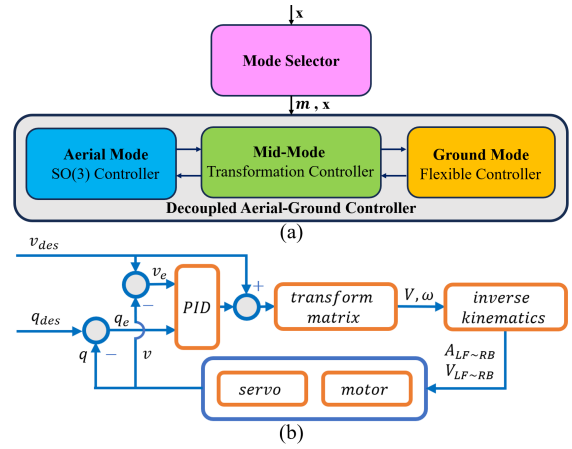 x
Mode Selector
m , x
Aerial Mode
SO(3) Controller
Mid-Mode
Transformation Controller
Ground Mode
Flexible Controller
Decoupled Aerial-Ground Controller
(a)
v_des
v_e
+
PID
transform
matrix
V, ω
inverse
kinematics
−
q_des
q_e
q
−
v
A_LF~RB
V_LF~RB
servo
motor
(b)